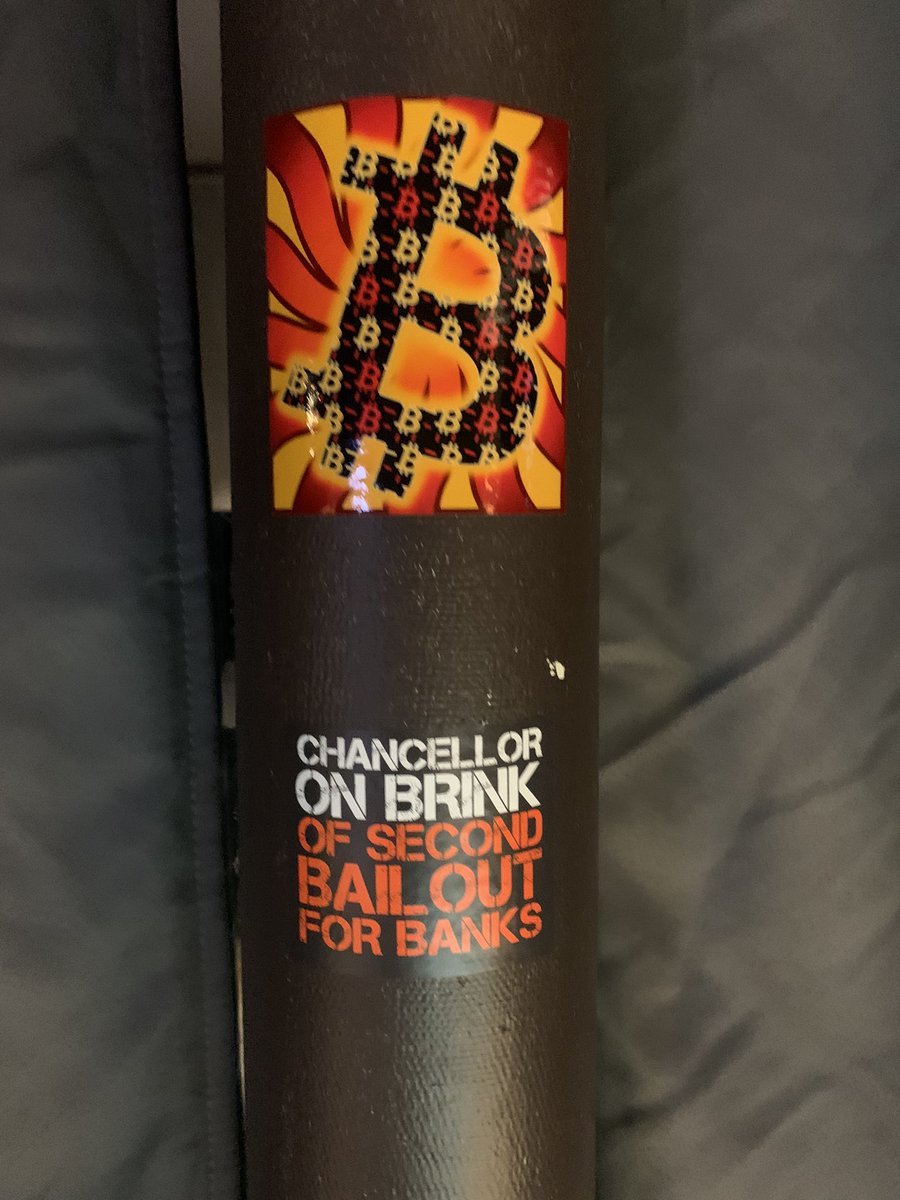 CHANCELLOR
ON BRINK
OF SECOND
BAILOUT
FOR BANKS